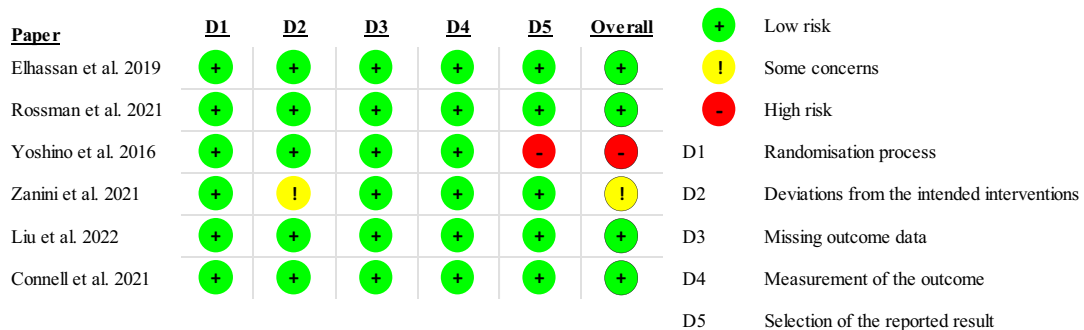 Paper D1 D2 D3 D4 D5 Overall
Elhassan et al. 2019 + + + + + +
Rossman et al. 2021 + + + + + +
Yoshino et al. 2016 + + + + - -
Zanini et al. 2021 + ! + + + !
Liu et al. 2022 + + + + + +
Connell et al. 2021 + + + + + +
+ Low risk
! Some concerns
- High risk
D1 Randomisation process
D2 Deviations from the intended interventions
D3 Missing outcome data
D4 Measurement of the outcome
D5 Selection of the reported result